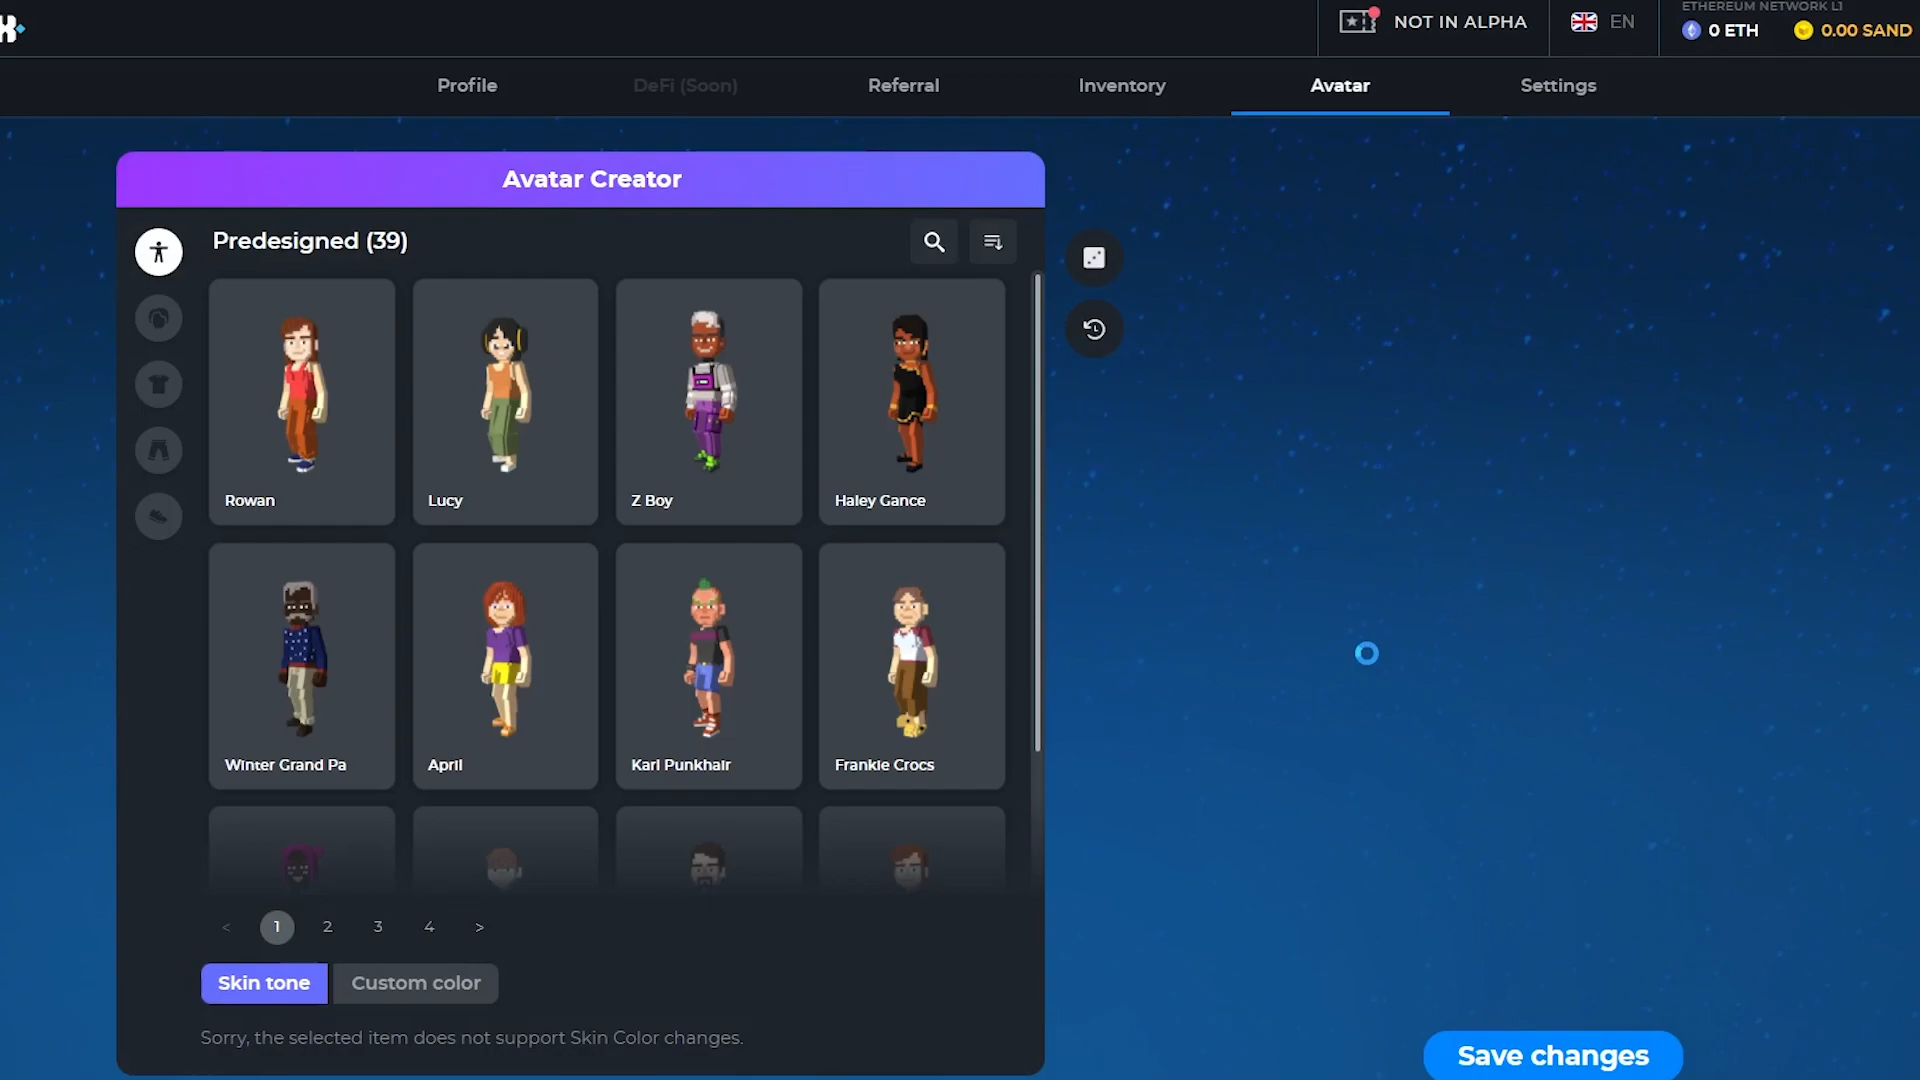 ETHEREUM NETWORK L1
NOT IN ALPHA
EN
0 ETH
0.00 SAND
Profile
DeFi (Soon)
Referral
Inventory
Avatar
Settings
Avatar Creator
Predesigned (39)
Rowan
Lucy
Z Boy
Haley Gance
Winter Grand Pa
April
Karl Punkhair
Frankie Crocs
< 1 2 3 4 >
Skin tone
Custom color
Sorry, the selected item does not support Skin Color changes.
Save changes